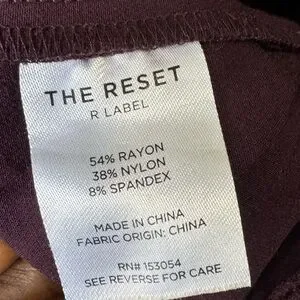 THE RESET
R LABEL
54% RAYON
38% NYLON
8% SPANDEX
MADE IN CHINA
FABRIC ORIGIN: CHINA
RN# 153054
SEE REVERSE FOR CARE